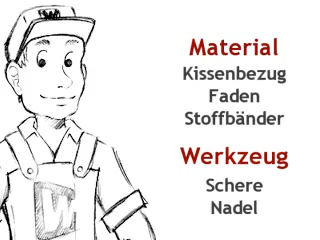 Material
Kissenbezug
Faden
Stoffbänder
Werkzeug
Schere
Nadel